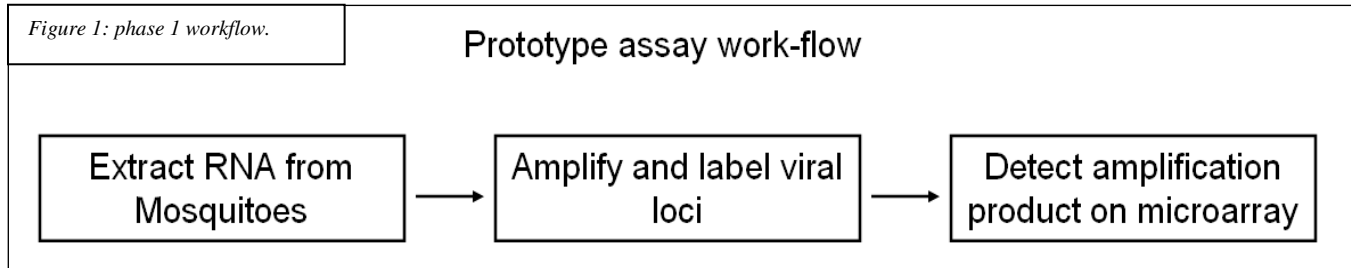 Figure 1: phase 1 workflow.
Prototype assay work-flow
Extract RNA from
Mosquitoes
Amplify and label viral
loci
Detect amplification
product on microarray